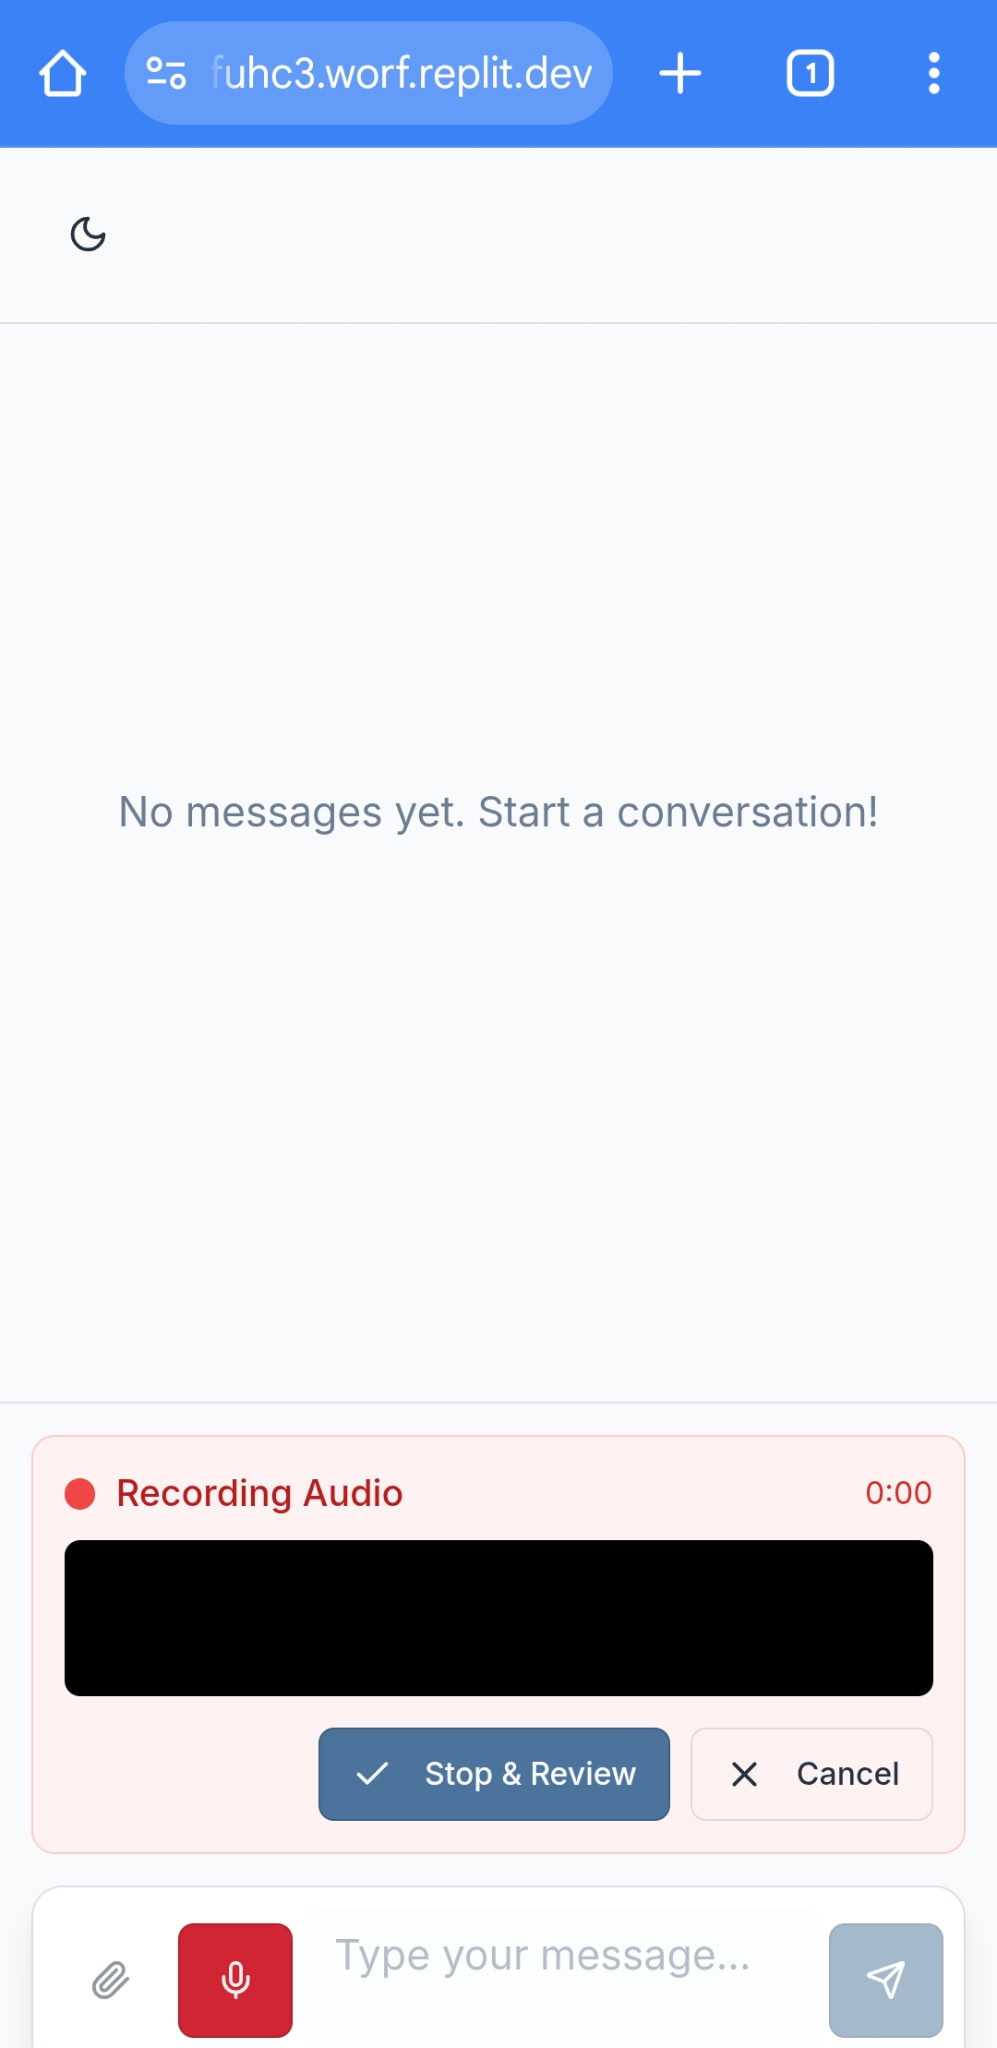 fuhc3.worf.replit.dev
1
No messages yet. Start a conversation!
Recording Audio
0:00
Stop & Review
Cancel
Type your message...